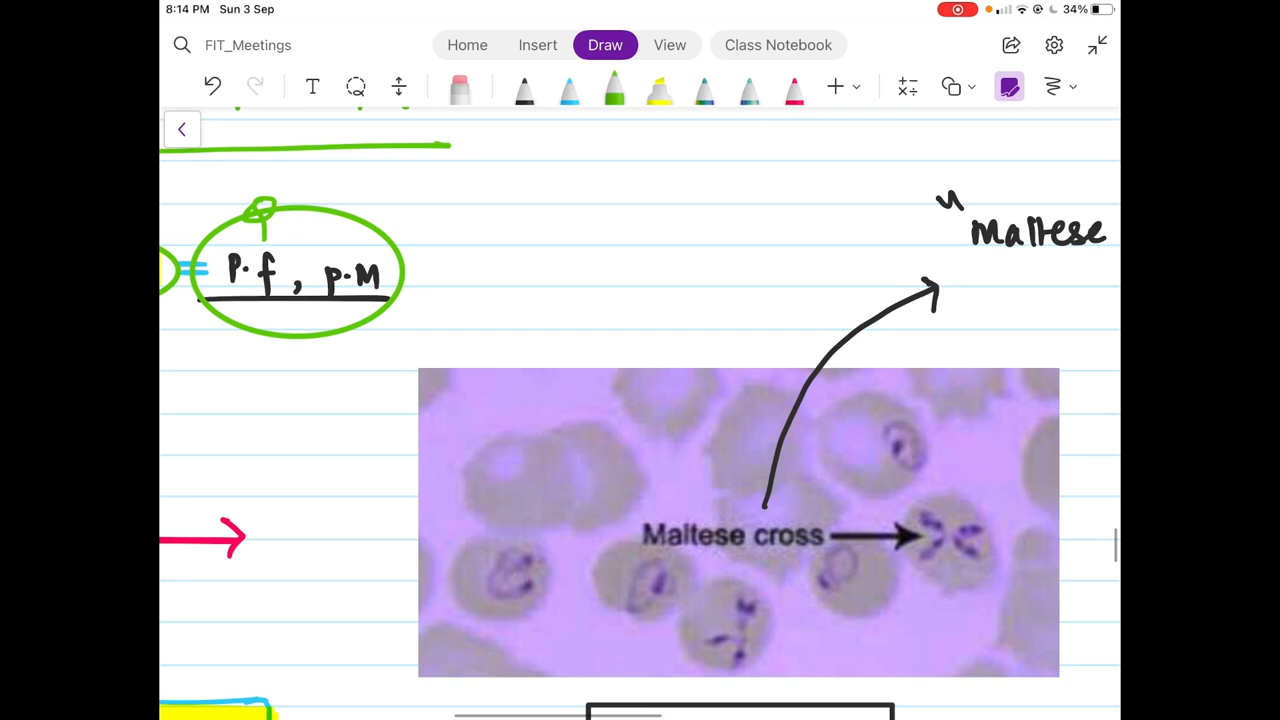 8:14 PM Sun 3 Sep 34%
FIT_Meetings Home Insert Draw View Class Notebook
T
P.f, P.M
" Maltese
Maltese cross